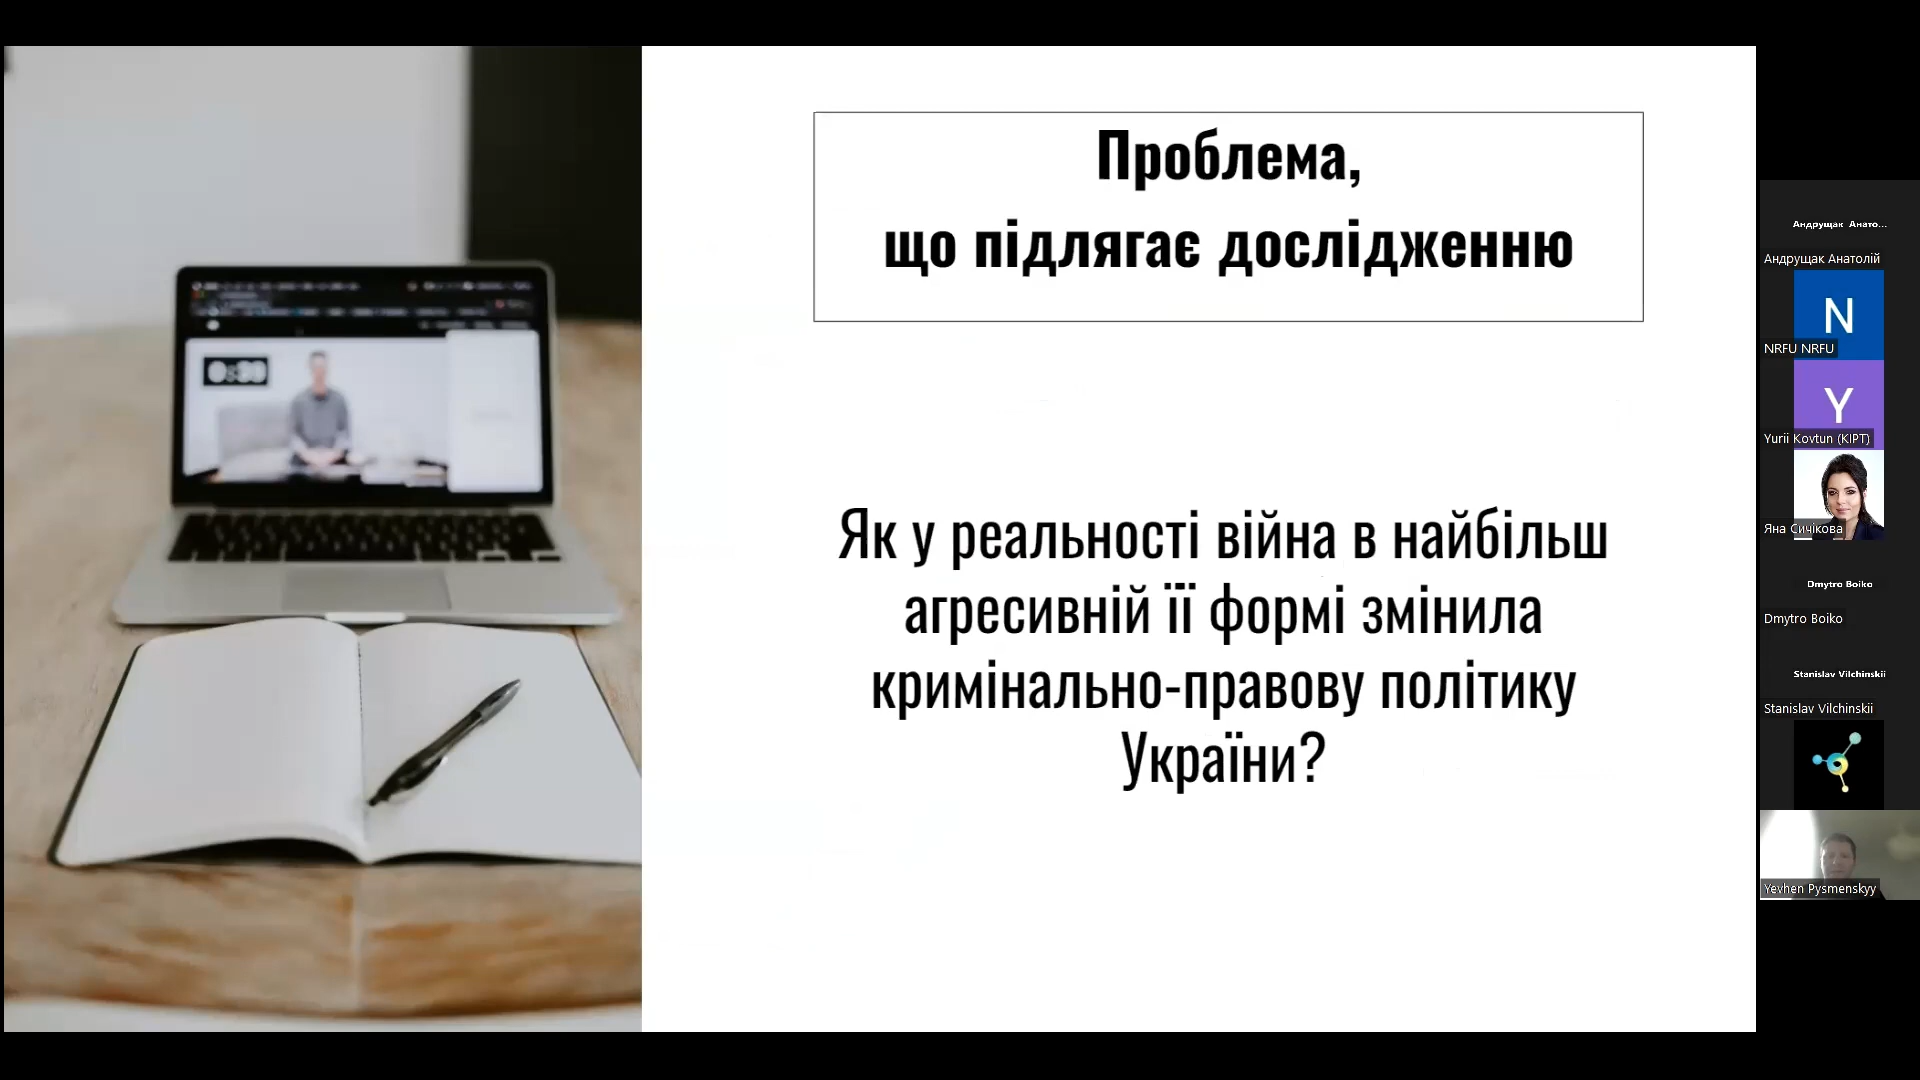 Проблема,
що підлягає дослідженню
Як у реальності війна в найбільш
агресивній її формі змінила
кримінально-правову політику
України?
Андрущак Анато...
Андрущак Анатолій
N
NRFU NRFU
Y
Yurii Kovtun (KIPT)
Яна Сичікова
Dmytro Boiko
Dmytro Boiko
Stanislav Vilchinskii
Stanislav Vilchinskii
Yevhen Pysmenskyy